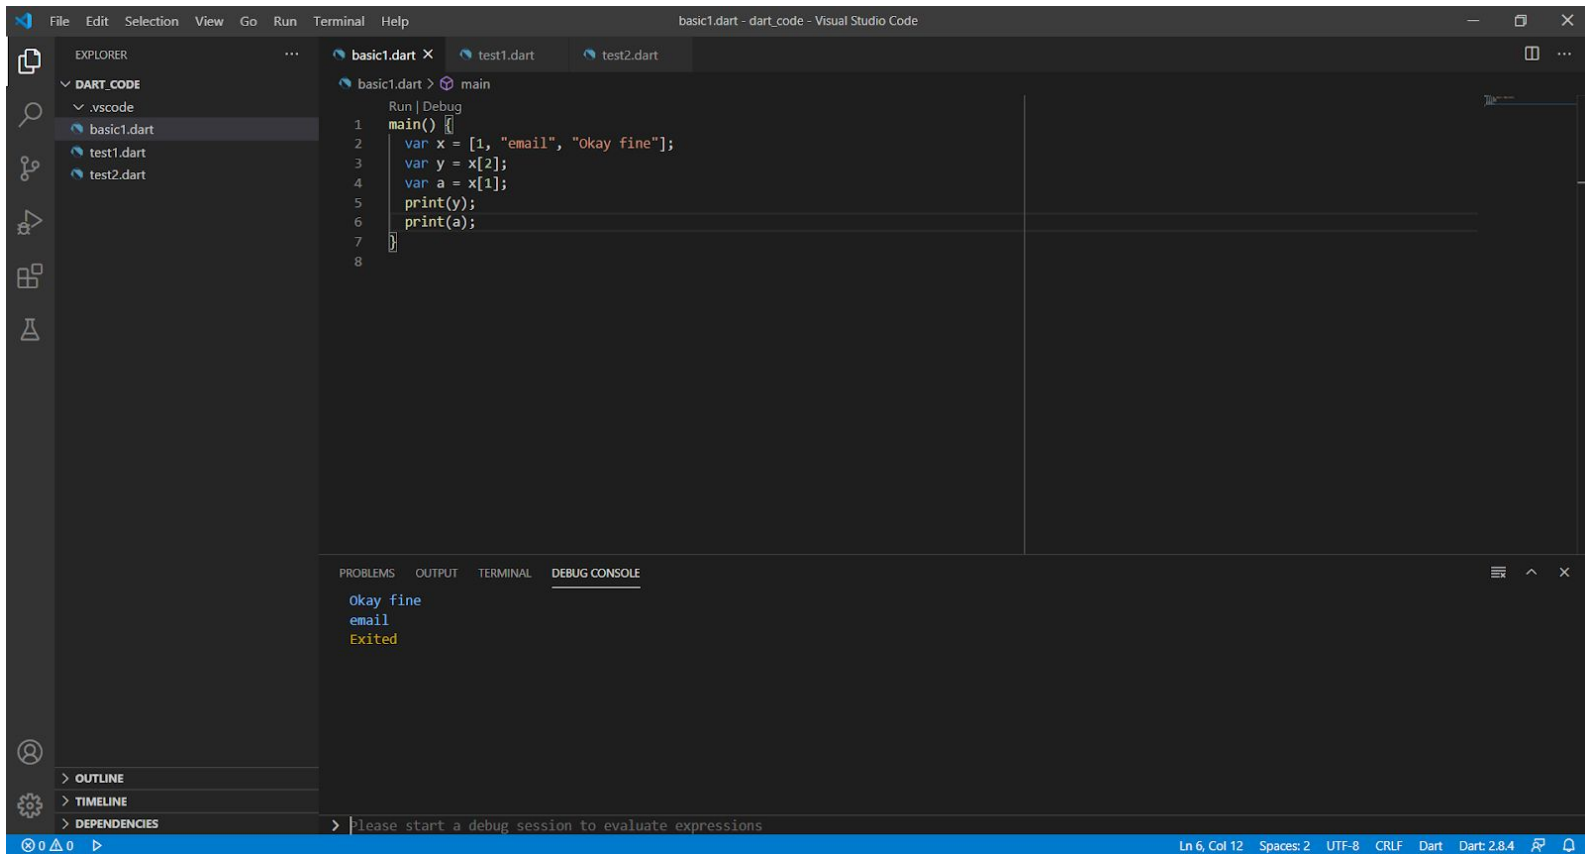 File Edit Selection View Go Run Terminal Help basic1.dart - dart_code - Visual Studio Code
EXPLORER
DART_CODE
.vscode
basic1.dart
test1.dart
test2.dart
OUTLINE
TIMELINE
DEPENDENCIES
basic1.dart test1.dart test2.dart
basic1.dart > main
Run | Debug
1 main() {
2 var x = [1, "email", "Okay fine"];
3 var y = x[2];
4 var a = x[1];
5 print(y);
6 print(a);
7 }
8
PROBLEMS OUTPUT TERMINAL DEBUG CONSOLE
Okay fine
email
Exited
Please start a debug session to evaluate expressions
0 0 Ln 6, Col 12 Spaces: 2 UTF-8 CRLF Dart Dart: 2.8.4